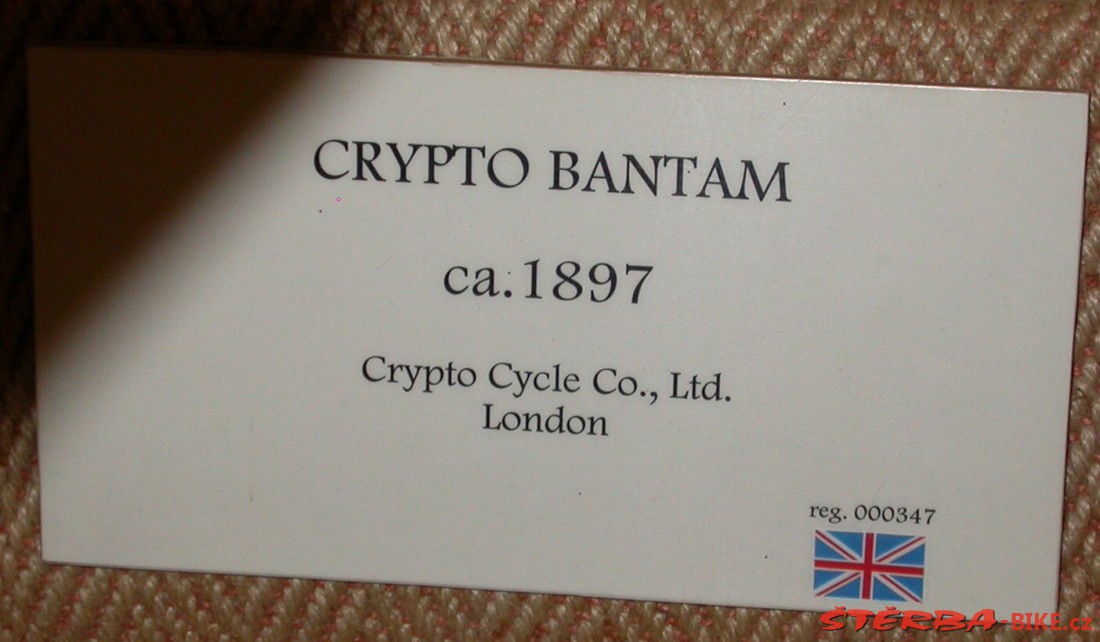 CRYPTO BANTAM
ca.1897
Crypto Cycle Co., Ltd.
London
reg. 000347
ŠTĚRBA-BIKE.cz